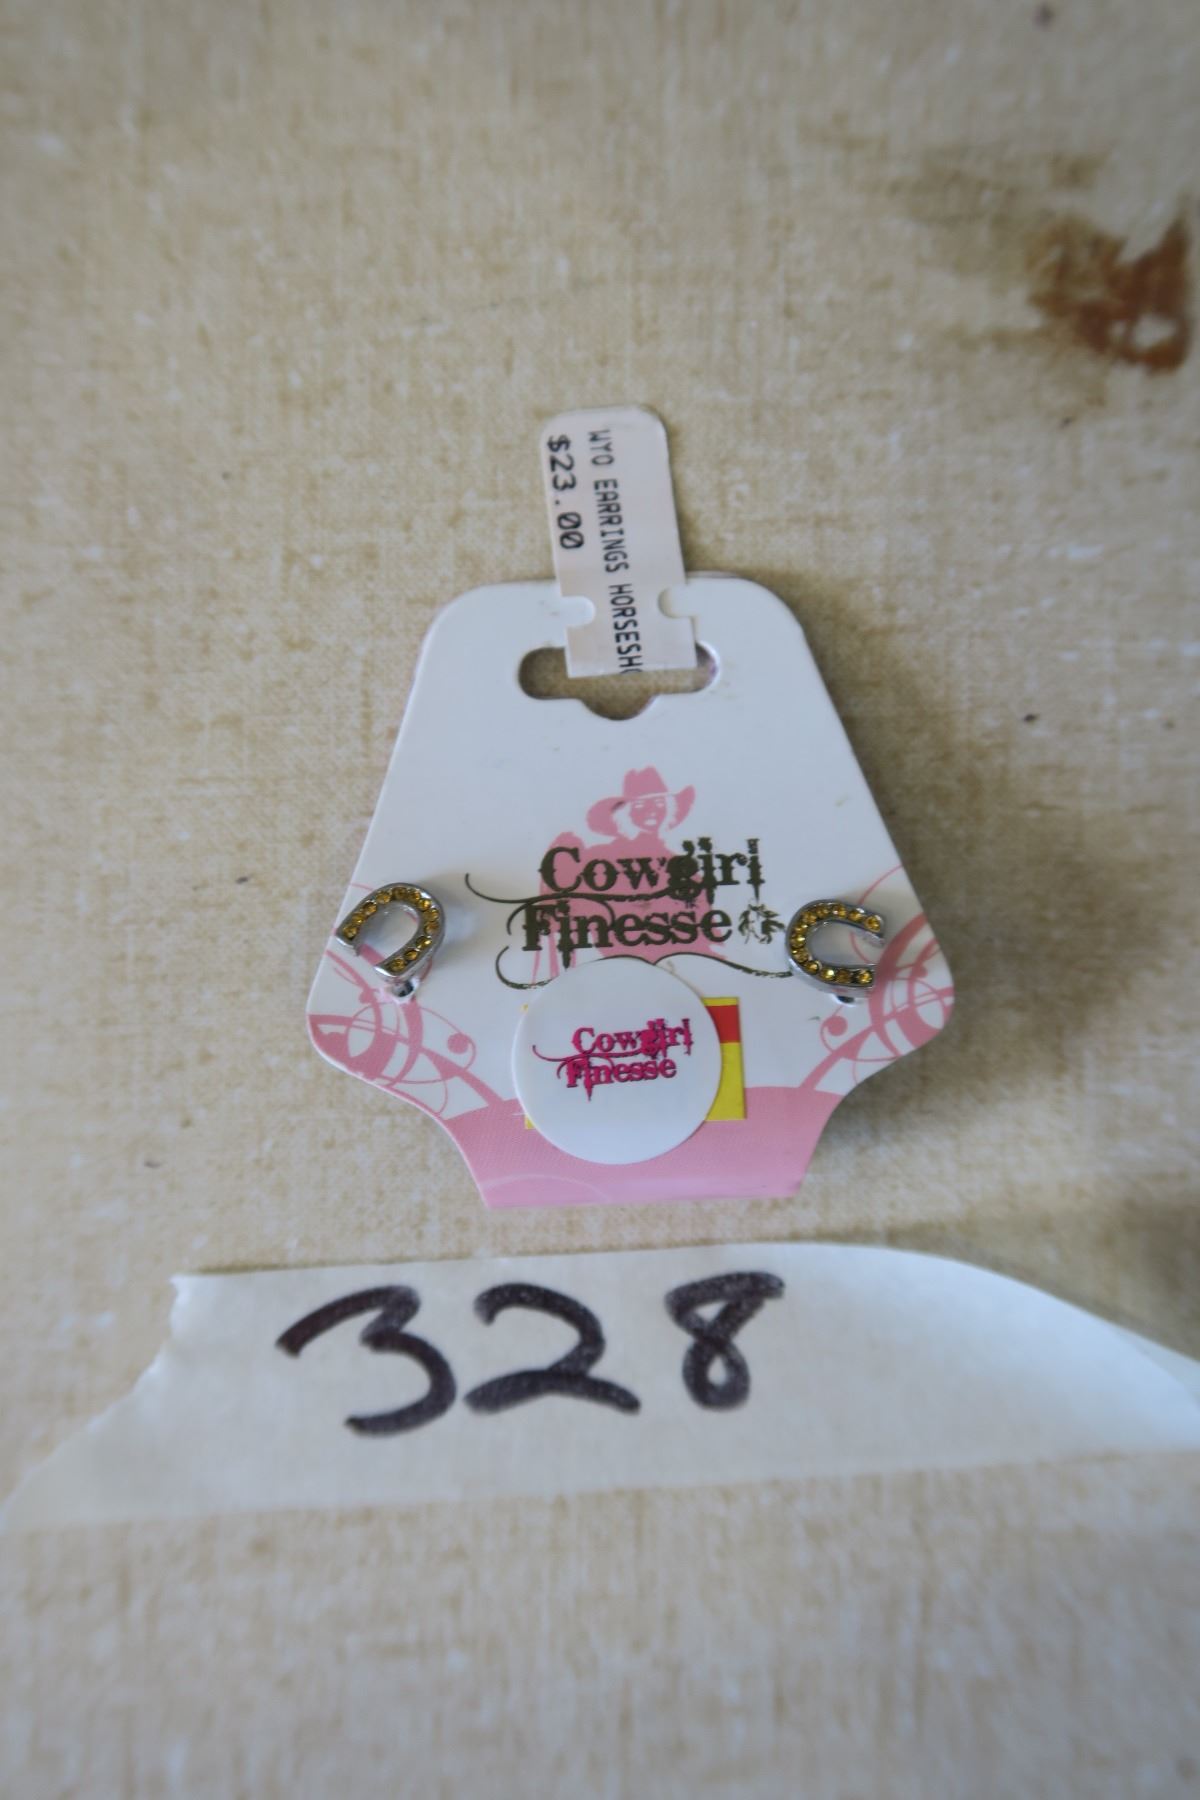 WYO EARRINGS HORSESH
$23.00
Cowgirl
Finesse
Cowgirl
Finesse
328